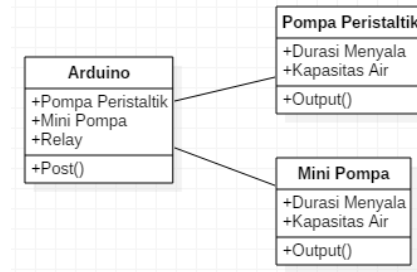 Arduino
+Pompa Peristaltik
+Mini Pompa
+Relay
+Post()
Pompa Peristaltik
+Durasi Menyala
+Kapasitas Air
+Output()
Mini Pompa
+Durasi Menyala
+Kapasitas Air
+Output()